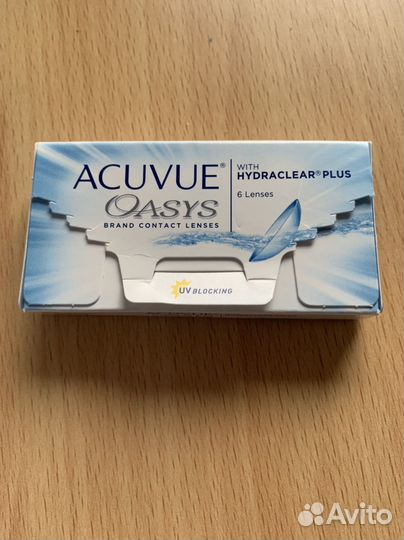 ACUVUE®
OASYS
BRAND CONTACT LENSES
WITH
HYDRACLEAR® PLUS
6 Lenses
UV BLOCKING
Avito